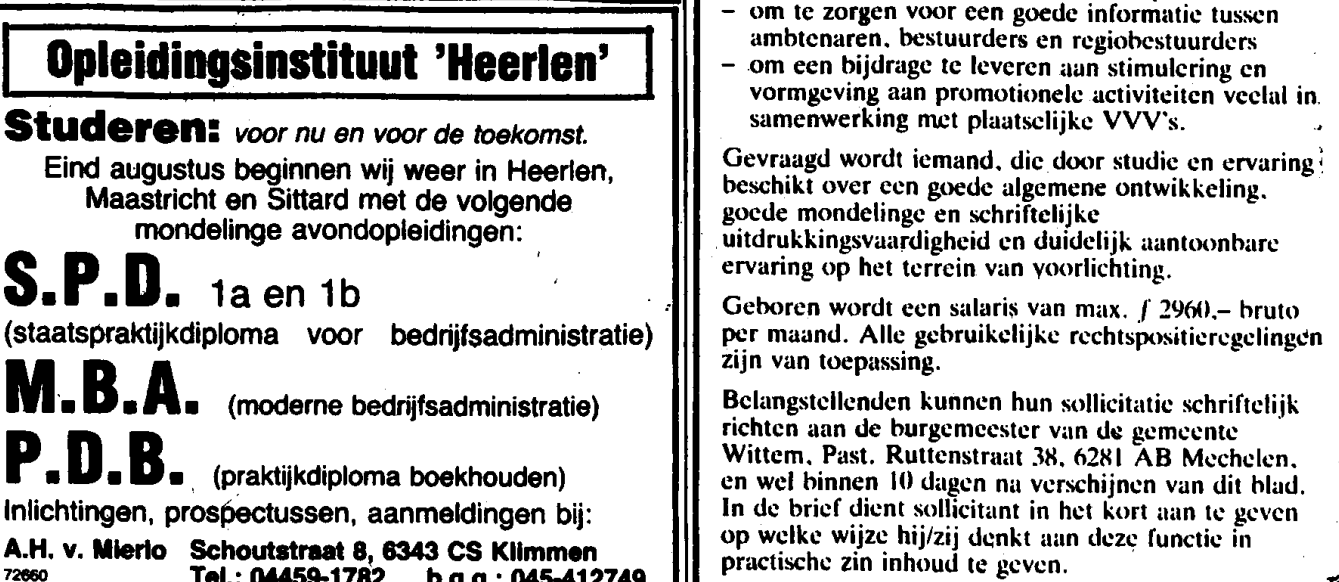 Opleidingsinstituut 'Heerlen'
Studeren: voor nu en voor de toekomst.
Eind augustus beginnen wij weer in Heerlen,
Maastricht en Sittard met de volgende
mondelinge avondopleidingen:
S.P.D. 1a en 1b
(staatspraktijkdiploma voor bedrijfsadministratie)
M.B.A. (moderne bedrijfsadministratie)
P.D.B. (praktijkdiploma boekhouden)
Inlichtingen, prospectussen, aanmeldingen bij:
A.H. v. Mierlo Schoutstraat 8, 6343 CS Klimmen
72660 Tel.: 04459-1782 b.g.g.: 045-412749
– om te zorgen voor een goede informatie tussen
ambtenaren, bestuurders en regiobestuurders
– om een bijdrage te leveren aan stimulering en
vormgeving aan promotionele activiteiten veelal in
samenwerking met plaatselijke VVV's.
Gevraagd wordt iemand, die door studie en ervaring
beschikt over een goede algemene ontwikkeling,
goede mondelinge en schriftelijke
uitdrukkingsvaardigheid en duidelijk aantoonbare
ervaring op het terrein van voorlichting.
Geboren wordt een salaris van max. ƒ 2960,– bruto
per maand. Alle gebruikelijke rechtspositieregelingen
zijn van toepassing.
Belangstellenden kunnen hun sollicitatie schriftelijk
richten aan de burgemeester van de gemeente
Wittem, Past. Ruttenstraat 38, 6281 AB Mechelen,
en wel binnen 10 dagen na verschijnen van dit blad.
In de brief dient sollicitant in het kort aan te geven
op welke wijze hij/zij denkt aan deze functie in
practische zin inhoud te geven.